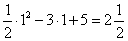 1/2 · 1² − 3 · 1 + 5 = 2 1/2